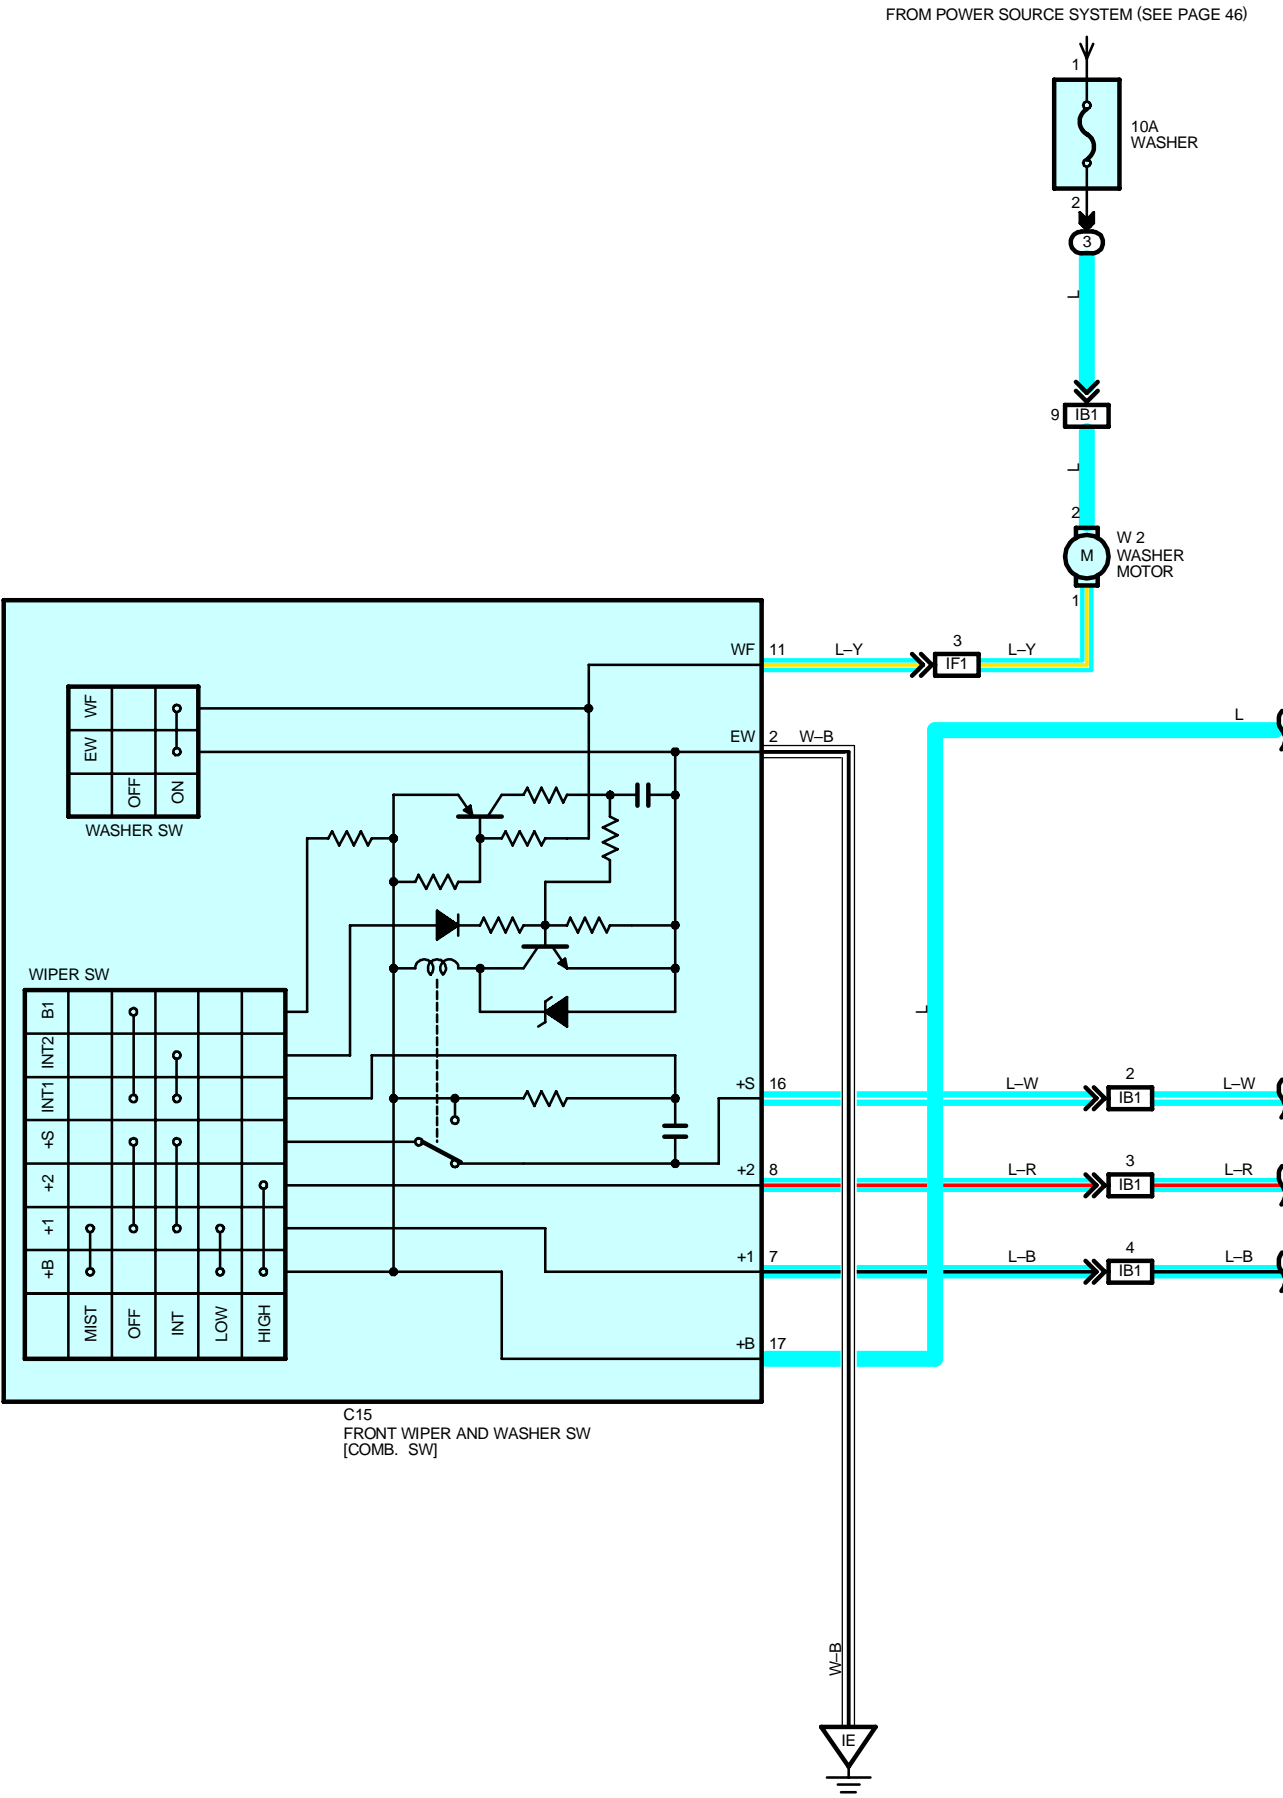 FROM POWER SOURCE SYSTEM (SEE PAGE 46)
1
10A
WASHER
2
3
L
9 IB1
L
2
M
W 2
WASHER
MOTOR
1
WF 11 L–Y
3
IF1
L–Y
EW 2 W–B
L
WF
EW
OFF
ON
WASHER SW
WIPER SW
B1
INT2
INT1
+S
+2
+1
+B
MIST
OFF
INT
LOW
HIGH
L
+S 16 L–W
2
IB1
L–W
+2 8 L–R
3
IB1
L–R
+1 7 L–B
4
IB1
L–B
+B 17
C15
FRONT WIPER AND WASHER SW
[COMB. SW]
W–B
IE